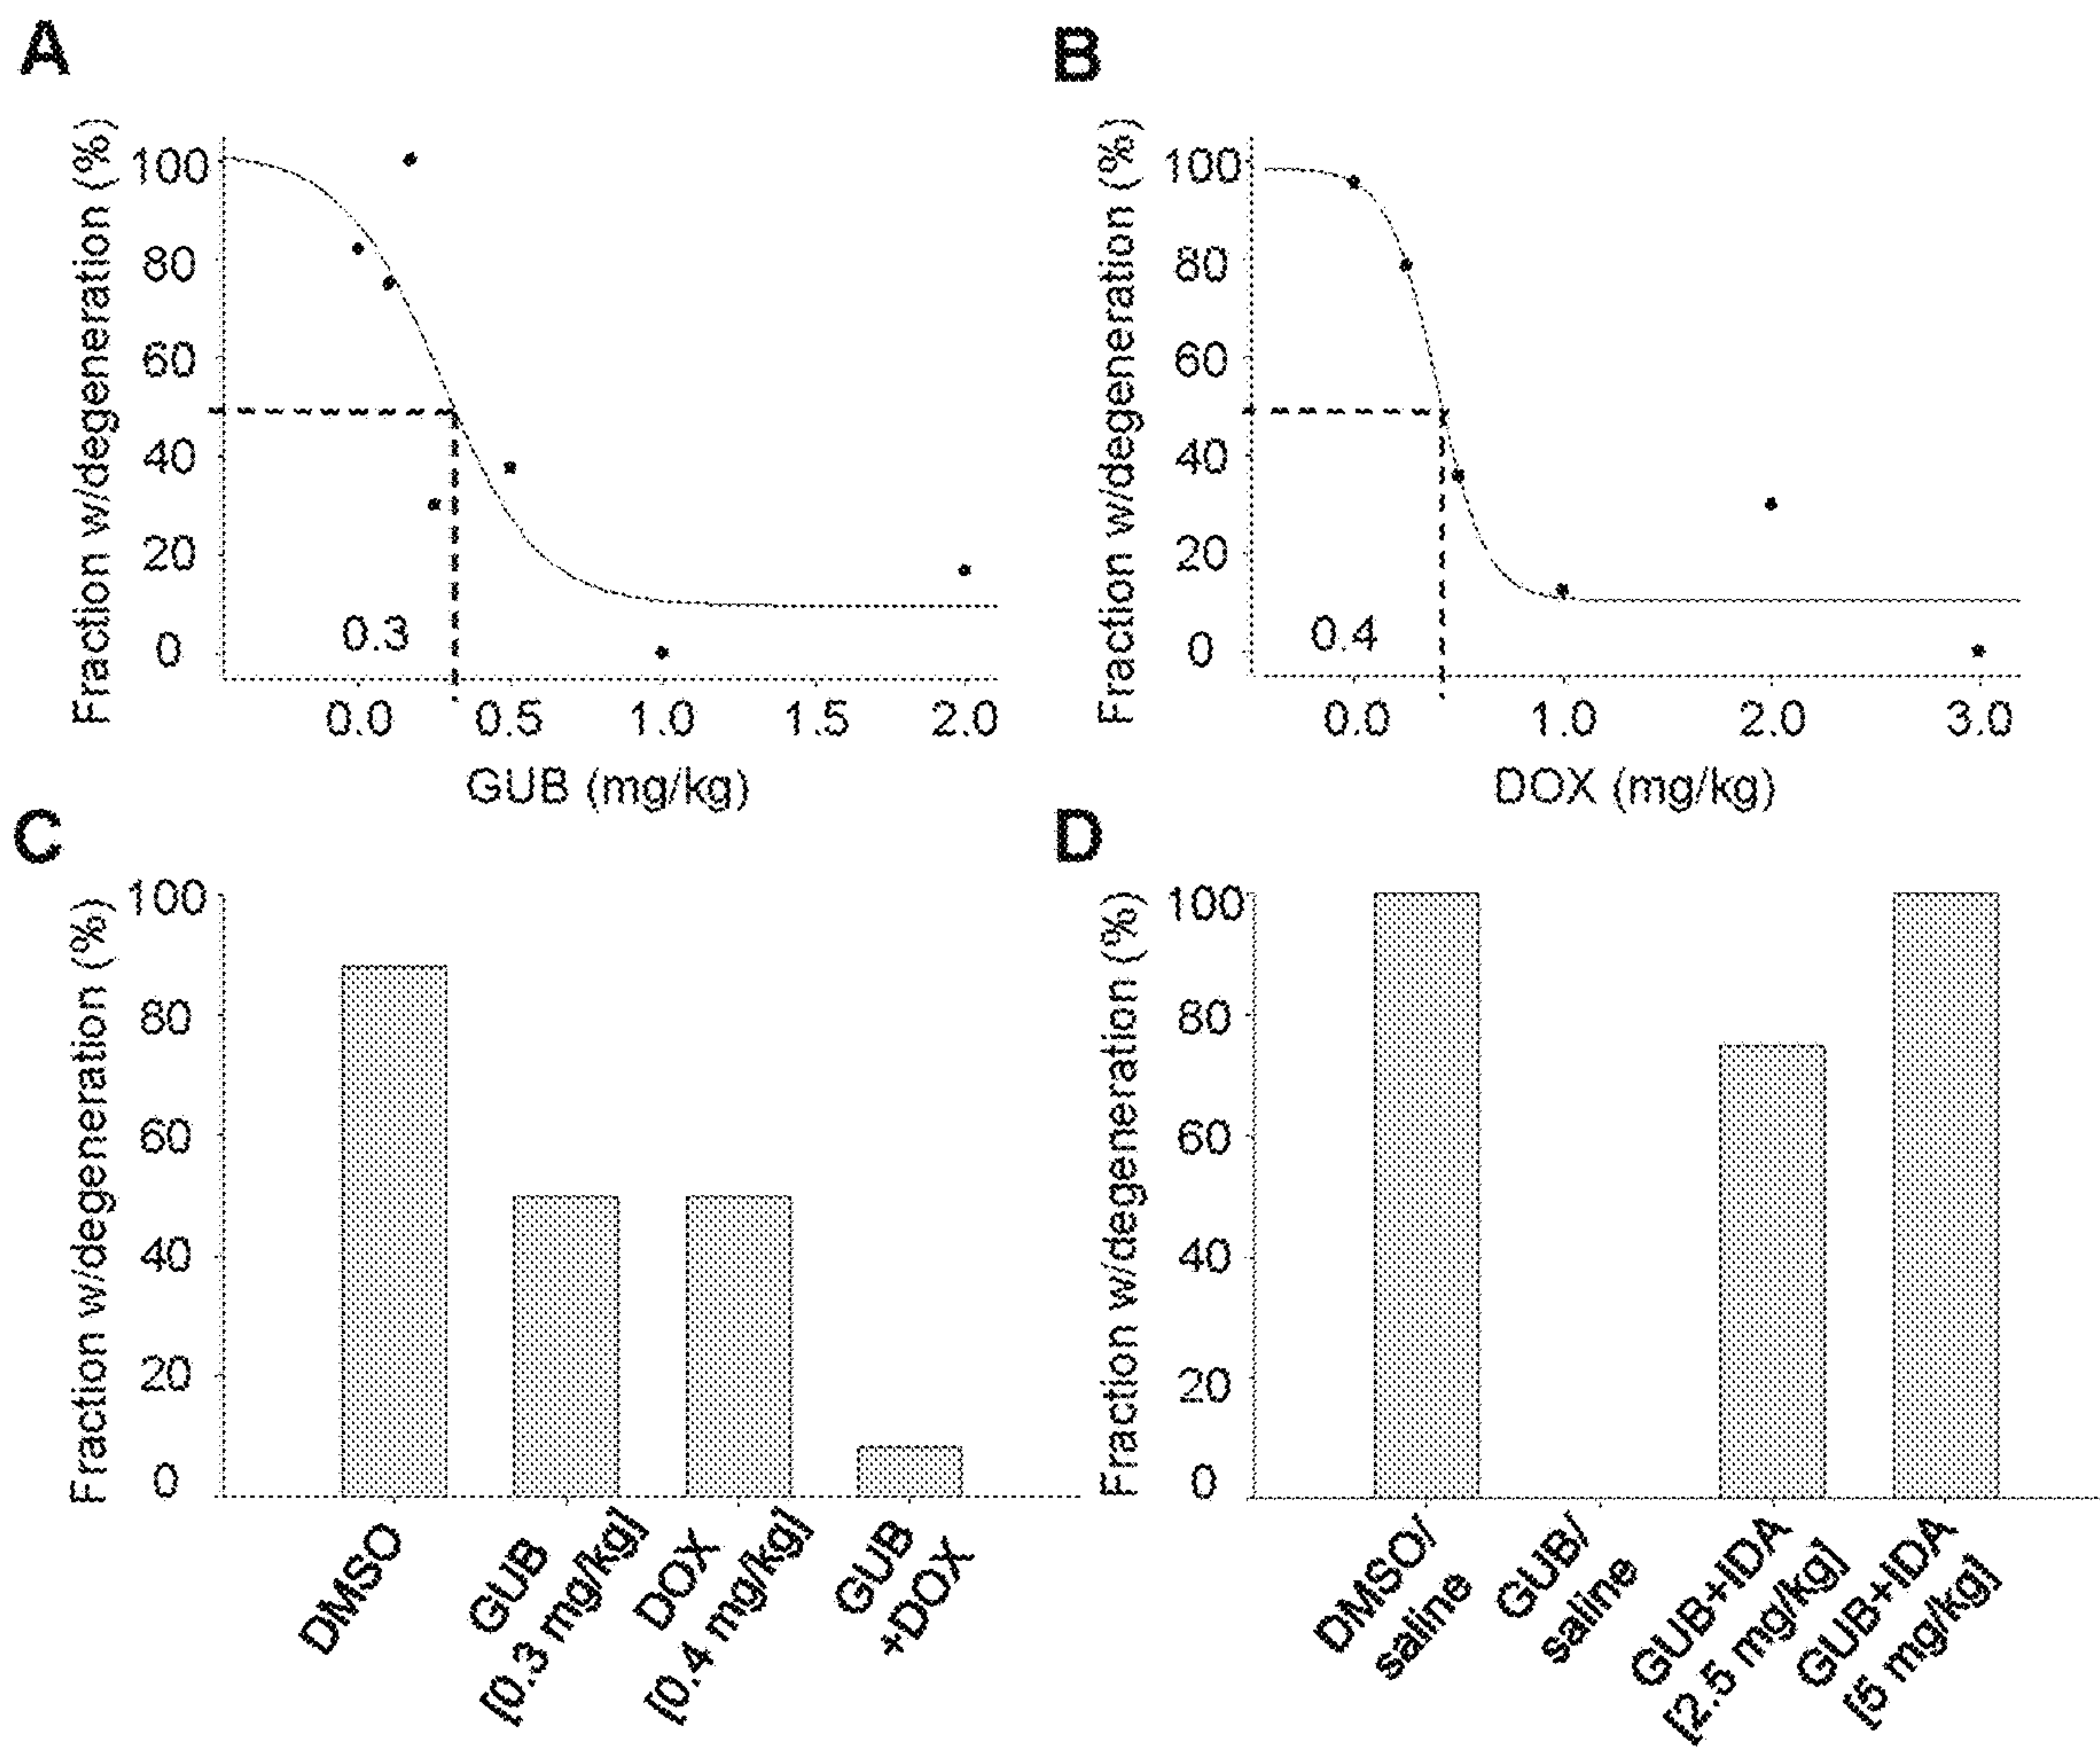 A
Fraction w/degeneration (%)
100
80
60
40
20
0
0.3
0.0 0.5 1.0 1.5 2.0
GUB (mg/kg)
B
Fraction w/degeneration (%)
100
80
60
40
20
0
0.4
0.0 1.0 2.0 3.0
DOX (mg/kg)
C
Fraction w/degeneration (%)
100
80
60
40
20
0
DMSO
GUB
[0.3 mg/kg]
DOX
[0.4 mg/kg]
GUB
+DOX
D
Fraction w/degeneration (%)
100
80
60
40
20
0
DMSO/
saline
GUB/
saline
GUB+IDA
[2.5 mg/kg]
GUB+IDA
[5 mg/kg]